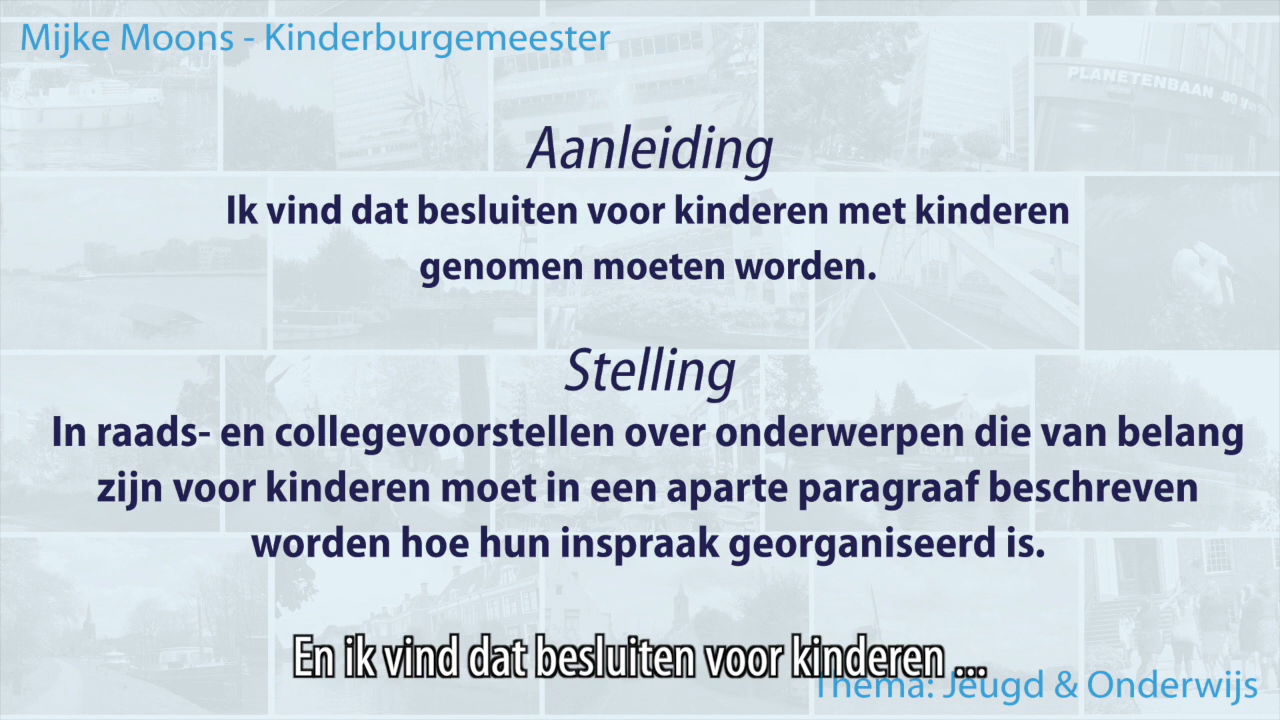 Mijke Moons - Kinderburgemeester
PLANETENBAAN 80
Aanleiding
Ik vind dat besluiten voor kinderen met kinderen
genomen moeten worden.
Stelling
In raads- en collegevoorstellen over onderwerpen die van belang
zijn voor kinderen moet in een aparte paragraaf beschreven
worden hoe hun inspraak georganiseerd is.
En ik vind dat besluiten voor kinderen ...
Thema: Jeugd & Onderwijs